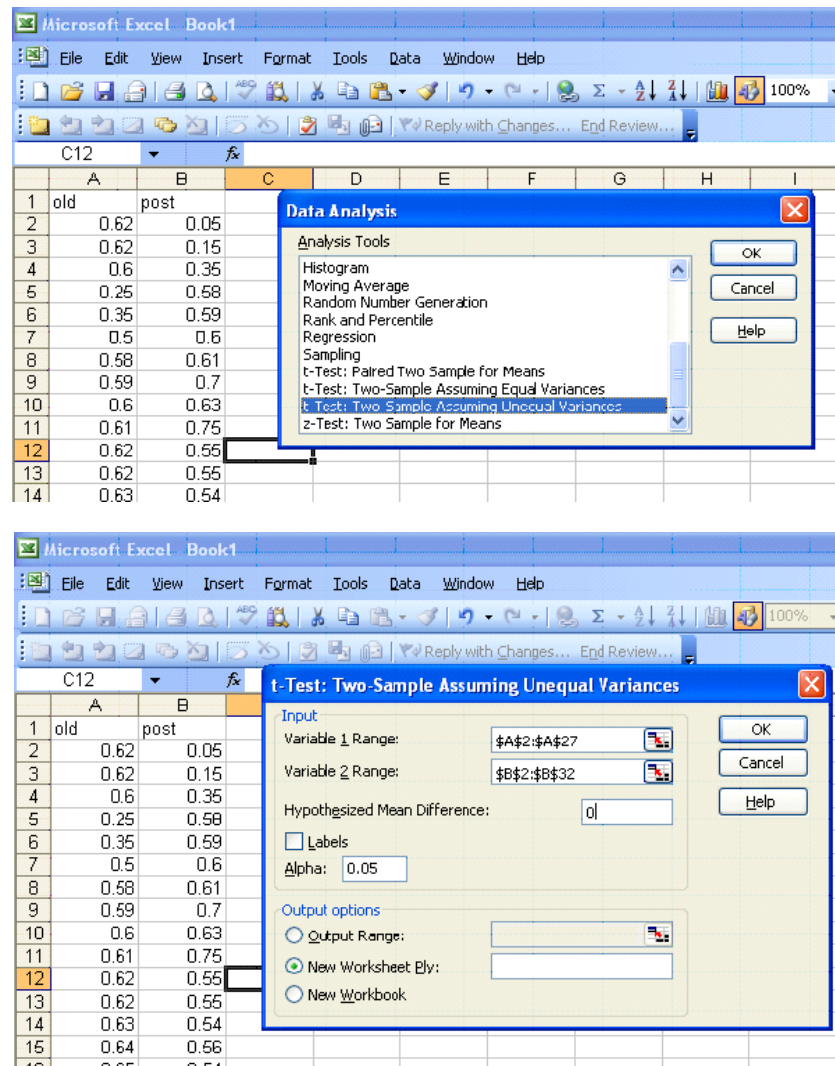 Microsoft Excel Book1
File Edit View Insert Format Tools Data Window Help
100%
Reply with Changes... End Review...
C12 fx
A B C D E F G H I
1 old post
2 0.62 0.05
3 0.62 0.15
4 0.6 0.35
5 0.25 0.58
6 0.35 0.59
7 0.5 0.6
8 0.58 0.61
9 0.59 0.7
10 0.6 0.63
11 0.61 0.75
12 0.62 0.55
13 0.62 0.55
14 0.63 0.54
Data Analysis
Analysis Tools
Histogram
Moving Average
Random Number Generation
Rank and Percentile
Regression
Sampling
t-Test: Paired Two Sample for Means
t-Test: Two-Sample Assuming Equal Variances
t-Test: Two-Sample Assuming Unequal Variances
z-Test: Two Sample for Means
OK
Cancel
Help
Microsoft Excel Book1
File Edit View Insert Format Tools Data Window Help
100%
Reply with Changes... End Review...
C12 fx
A B
1 old post
2 0.62 0.05
3 0.62 0.15
4 0.6 0.35
5 0.25 0.58
6 0.35 0.59
7 0.5 0.6
8 0.58 0.61
9 0.59 0.7
10 0.6 0.63
11 0.61 0.75
12 0.62 0.55
13 0.62 0.55
14 0.63 0.54
15 0.64 0.56
t-Test: Two-Sample Assuming Unequal Variances
Input
Variable 1 Range: $A$2:$A$27
Variable 2 Range: $B$2:$B$32
Hypothesized Mean Difference: 0
Labels
Alpha: 0.05
Output options
Output Range:
New Worksheet Ply:
New Workbook
OK
Cancel
Help